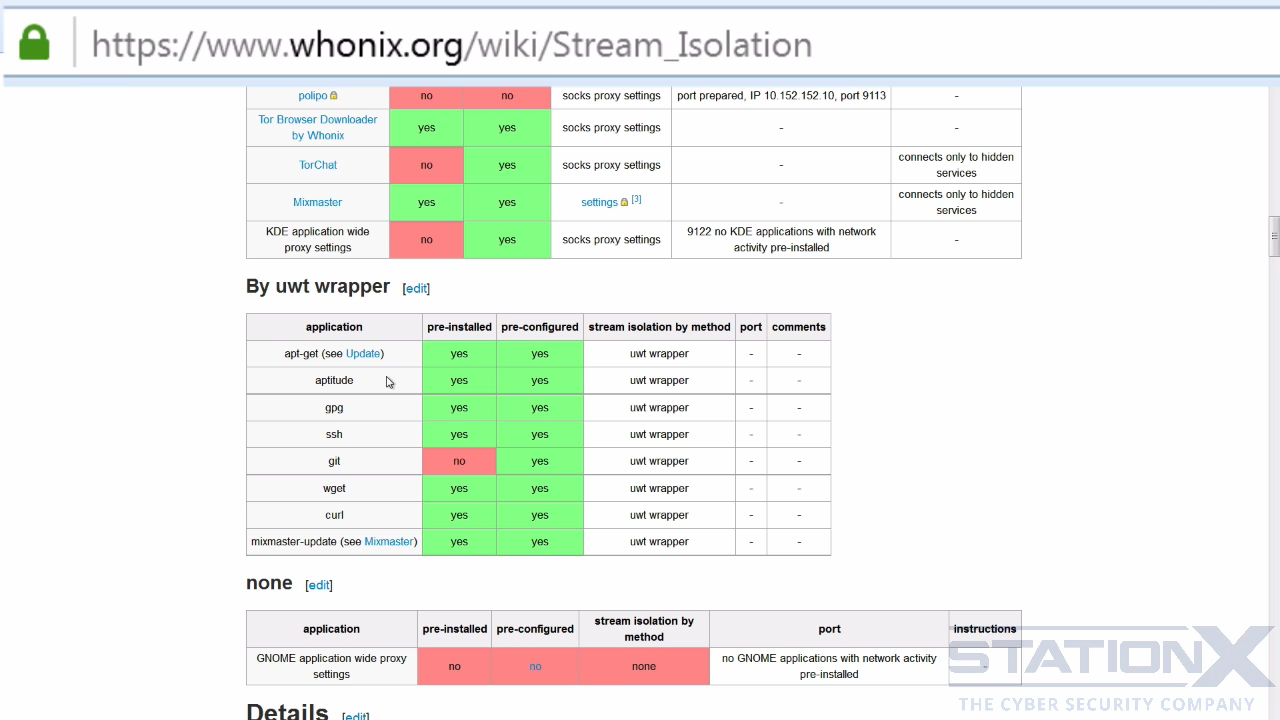 https://www.whonix.org/wiki/Stream_Isolation
polipo no no socks proxy settings port prepared, IP 10.152.152.10, port 9113 -
Tor Browser Downloader by Whonix yes yes socks proxy settings - -
TorChat no yes socks proxy settings - connects only to hidden services
Mixmaster yes yes settings [3] - connects only to hidden services
KDE application wide proxy settings no yes socks proxy settings 9122 no KDE applications with network activity pre-installed -
By uwt wrapper [edit]
application pre-installed pre-configured stream isolation by method port comments
apt-get (see Update) yes yes uwt wrapper - -
aptitude yes yes uwt wrapper - -
gpg yes yes uwt wrapper - -
ssh yes yes uwt wrapper - -
git no yes uwt wrapper - -
wget yes yes uwt wrapper - -
curl yes yes uwt wrapper - -
mixmaster-update (see Mixmaster) yes yes uwt wrapper - -
none [edit]
application pre-installed pre-configured stream isolation by method port instructions
GNOME application wide proxy settings no no none no GNOME applications with network activity pre-installed -
Details [edit]
STATIONX
THE CYBER SECURITY COMPANY